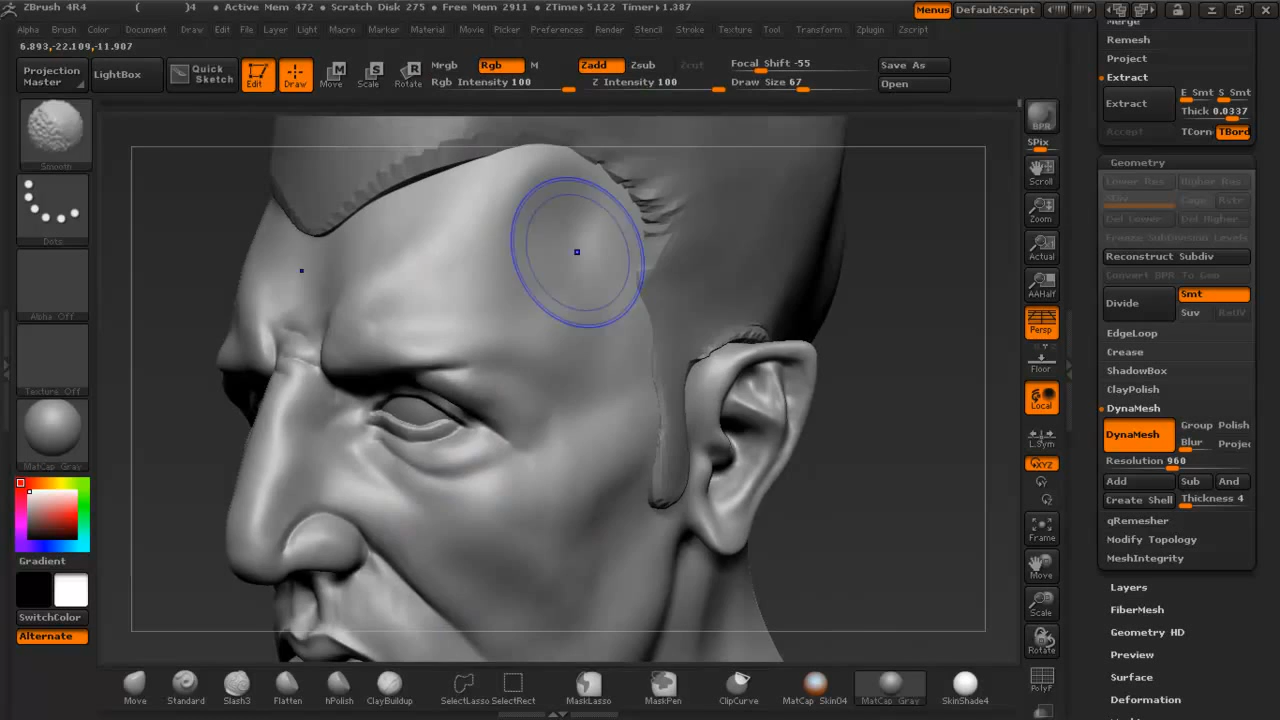 ZBrush 4R4 ( )4 • Active Mem 472 • Scratch Disk 275 • Free Mem 2911 • ZTime▸5.122 Timer▸1.387 Menus DefaultZScript
Alpha Brush Color Document Draw Edit File Layer Light Macro Marker Material Movie Picker Preferences Render Stencil Stroke Texture Tool Transform Zplugin Zscript
6.893,-22.109,-11.907
Projection Master
LightBox
Quick Sketch
Edit Draw Move Scale Rotate
Mrgb Rgb M
Rgb Intensity 100
Zadd Zsub Zcut
Z Intensity 100
Focal Shift -55
Draw Size 67
Save As
Open
Smooth
Dots
Alpha Off
Texture Off
MatCap Gray
Gradient
SwitchColor
Alternate
BPR
SPix
Scroll
Zoom
Actual
AAHalf
Persp
Floor
Local
L.Sym
XYZ
Frame
Move
Scale
Rotate
PolyF
Merge
Remesh
Project
Extract
Extract
E Smt S Smt
Thick 0.0337
Accept TCorn TBord
Geometry
Lower Res Higher Res
SDiv Cage Rctr
Del Lower Del Higher
Freeze SubDivision Levels
Reconstruct Subdiv
Convert BPR To Geo
Divide
Smt
Suv ReUV
EdgeLoop
Crease
ShadowBox
ClayPolish
DynaMesh
DynaMesh
Group Polish
Blur Projec
Resolution 960
Add Sub And
Create Shell Thickness 4
qRemesher
Modify Topology
MeshIntegrity
Layers
FiberMesh
Geometry HD
Preview
Surface
Deformation
Move Standard Slash3 Flatten hPolish ClayBuildup SelectLasso SelectRect MaskLasso MaskPen ClipCurve MatCap Skin04 MatCap Gray SkinShade4